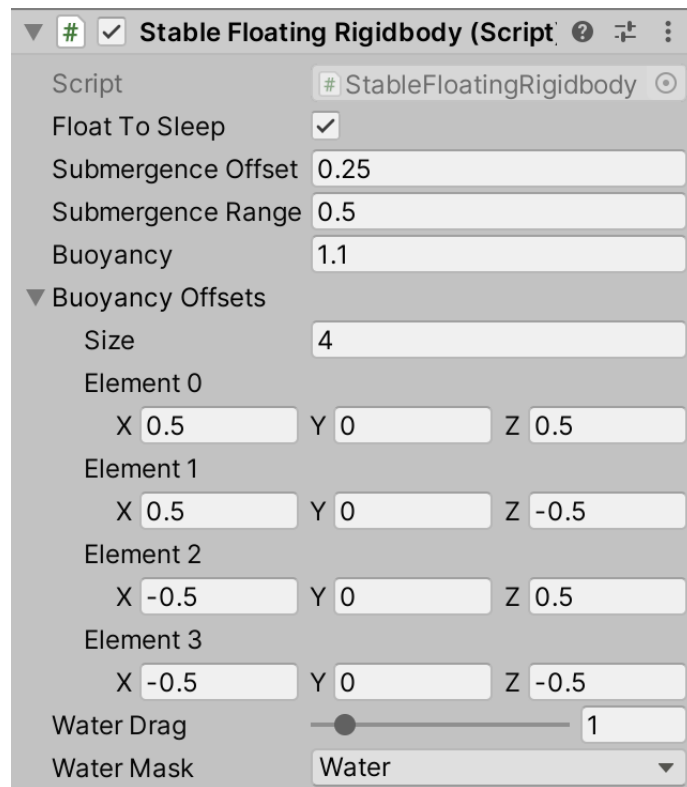 # Stable Floating Rigidbody (Script
Script # StableFloatingRigidbody
Float To Sleep
Submergence Offset 0.25
Submergence Range 0.5
Buoyancy 1.1
Buoyancy Offsets
Size 4
Element 0
X 0.5 Y 0 Z 0.5
Element 1
X 0.5 Y 0 Z -0.5
Element 2
X -0.5 Y 0 Z 0.5
Element 3
X -0.5 Y 0 Z -0.5
Water Drag 1
Water Mask Water